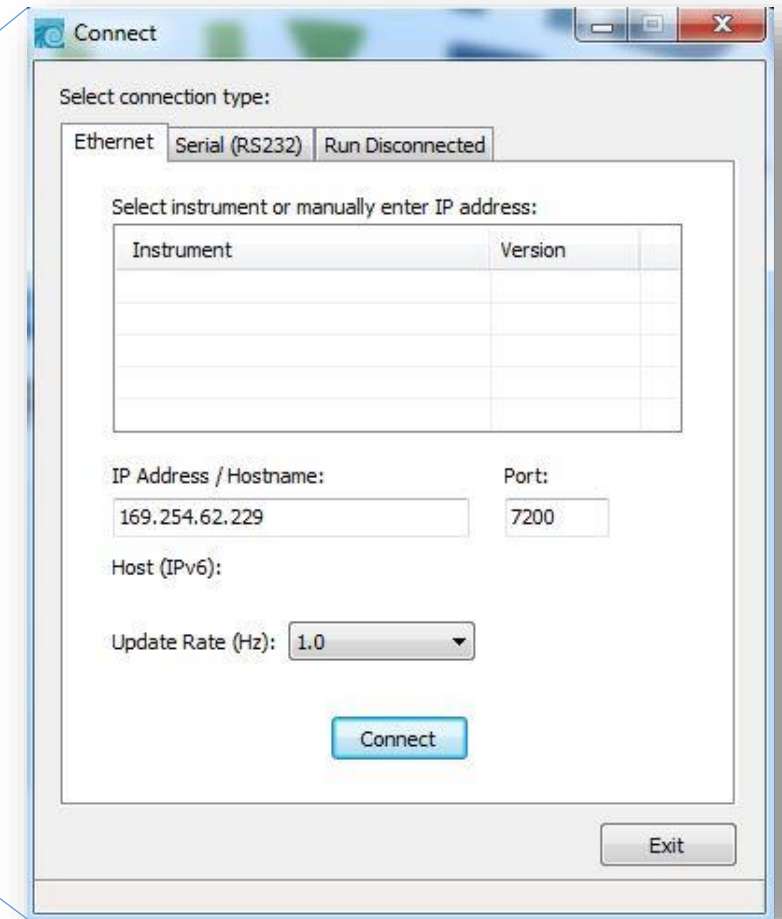 Connect
Select connection type:
Ethernet Serial (RS232) Run Disconnected
Select instrument or manually enter IP address:
Instrument Version
IP Address / Hostname: Port:
169.254.62.229 7200
Host (IPv6):
Update Rate (Hz): 1.0
Connect
Exit